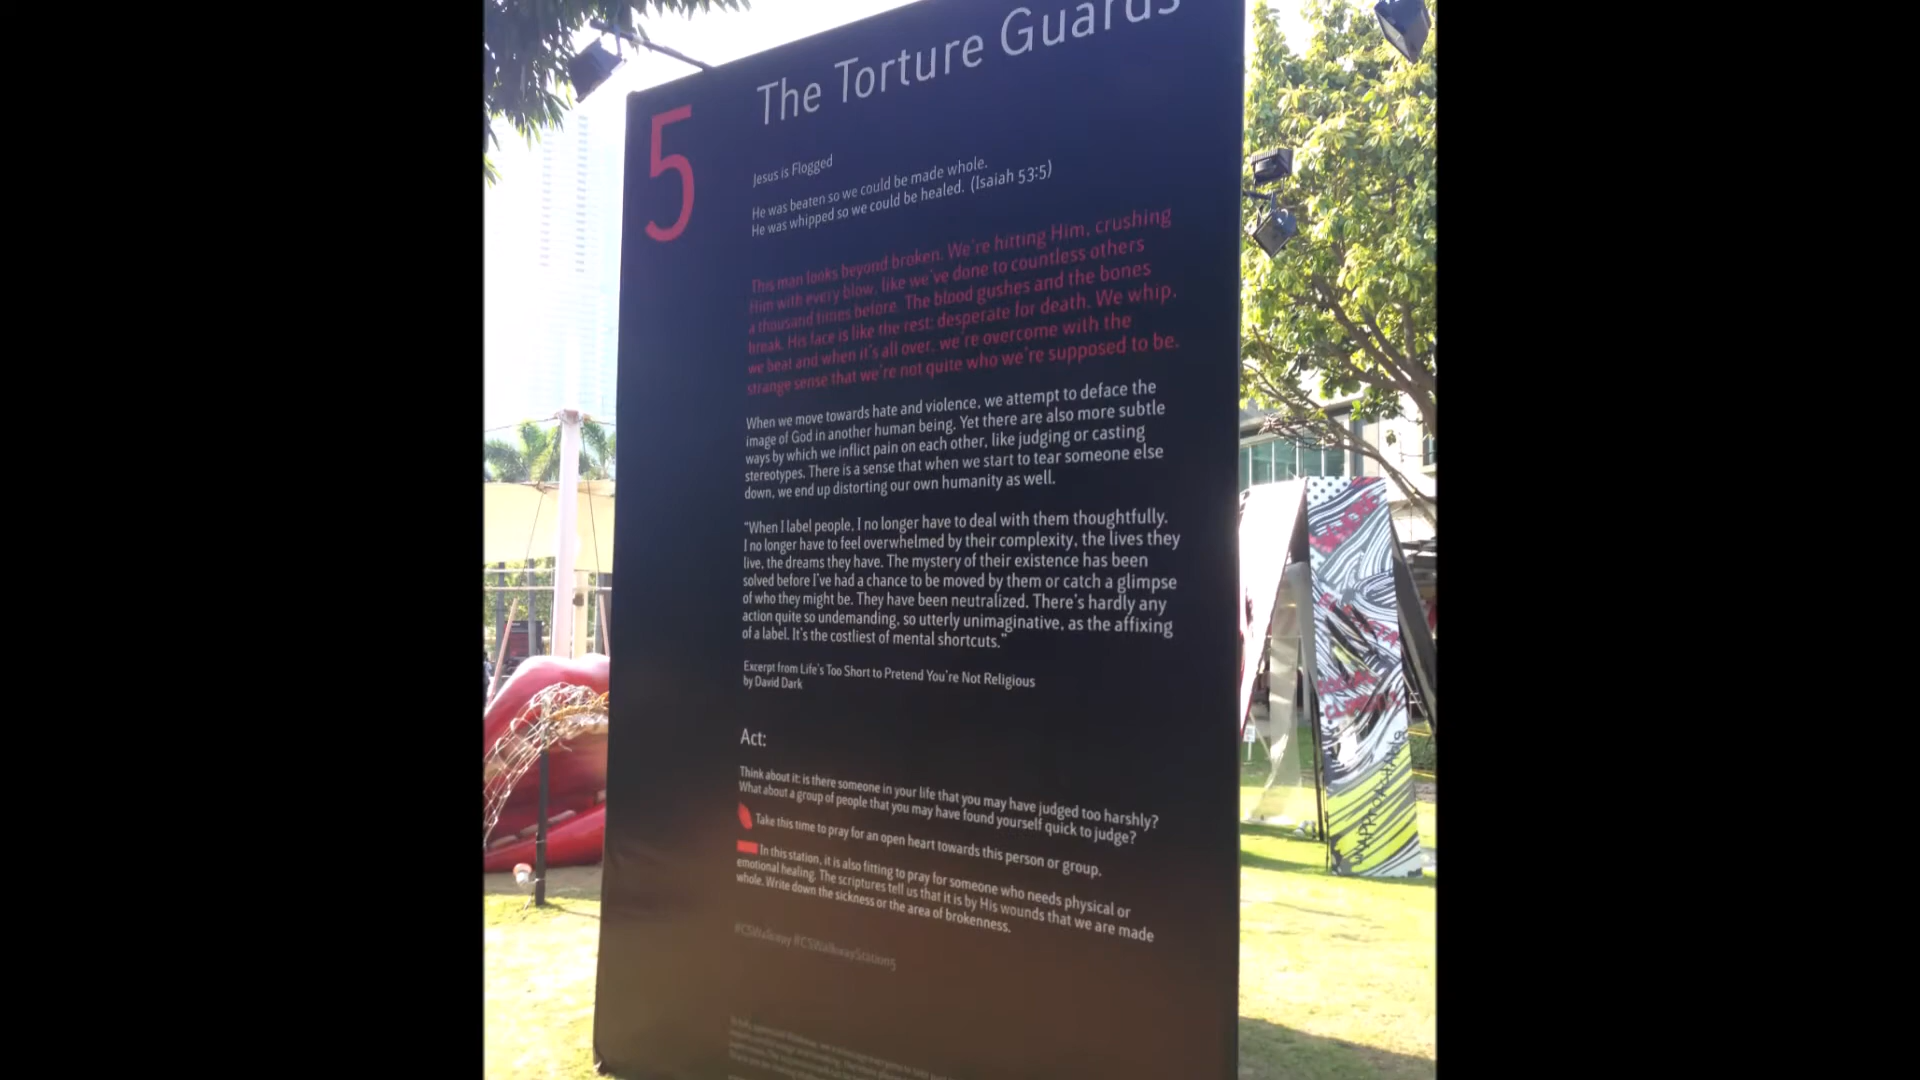 The Torture Guards
5
Jesus is Flogged
He was beaten so we could be made whole.
He was whipped so we could be healed. (Isaiah 53:5)
This man looks beyond broken. We're hitting Him, crushing
Him with every blow, like we've done to countless others
a thousand times before. The blood gushes and the bones
break. His face is like the rest: desperate for death. We whip,
we beat and when it's all over, we're overcome with the
strange sense that we're not quite who we're supposed to be.
When we move towards hate and violence, we attempt to deface the
image of God in another human being. Yet there are also more subtle
ways by which we inflict pain on each other, like judging or casting
stereotypes. There is a sense that when we start to tear someone else
down, we end up distorting our own humanity as well.
"When I label people, I no longer have to deal with them thoughtfully.
I no longer have to feel overwhelmed by their complexity, the lives they
live, the dreams they have. The mystery of their existence has been
solved before I've had a chance to be moved by them or catch a glimpse
of who they might be. They have been neutralized. There's hardly any
action quite so undemanding, so utterly unimaginative, as the affixing
of a label. It's the costliest of mental shortcuts."
Excerpt from Life's Too Short to Pretend You're Not Religious
by David Dark
Act:
Think about it: is there someone in your life that you may have judged too harshly?
What about a group of people that you may have found yourself quick to judge?
Take this time to pray for an open heart towards this person or group.
In this station, it is also fitting to pray for someone who needs physical or
emotional healing. The scriptures tell us that it is by His wounds that we are made
whole. Write down the sickness or the area of brokenness.
#CSWalkway #CSWalkwayStation5